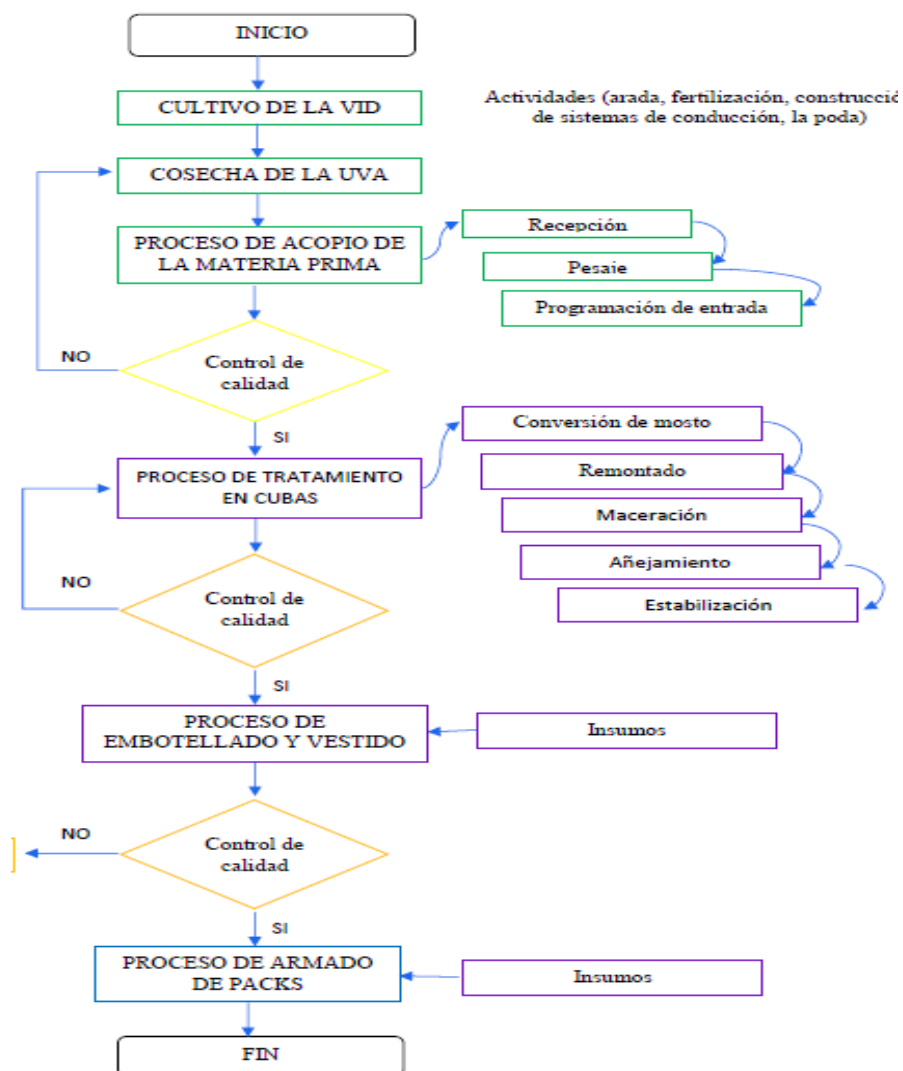 INICIO
CULTIVO DE LA VID
Actividades (arada, fertilización, construcció
de sistemas de conducción, la poda)
COSECHA DE LA UVA
PROCESO DE ACOPIO DE
LA MATERIA PRIMA
Recepción
Pesaie
Programación de entrada
NO
Control de
calidad
SI
PROCESO DE TRATAMIENTO
EN CUBAS
Conversión de mosto
Remontado
Maceración
Añejamiento
Estabilización
NO
Control de
calidad
SI
PROCESO DE
EMBOTELLADO Y VESTIDO
Insumos
NO
Control de
calidad
SI
PROCESO DE ARMADO
DE PACKS
Insumos
FIN